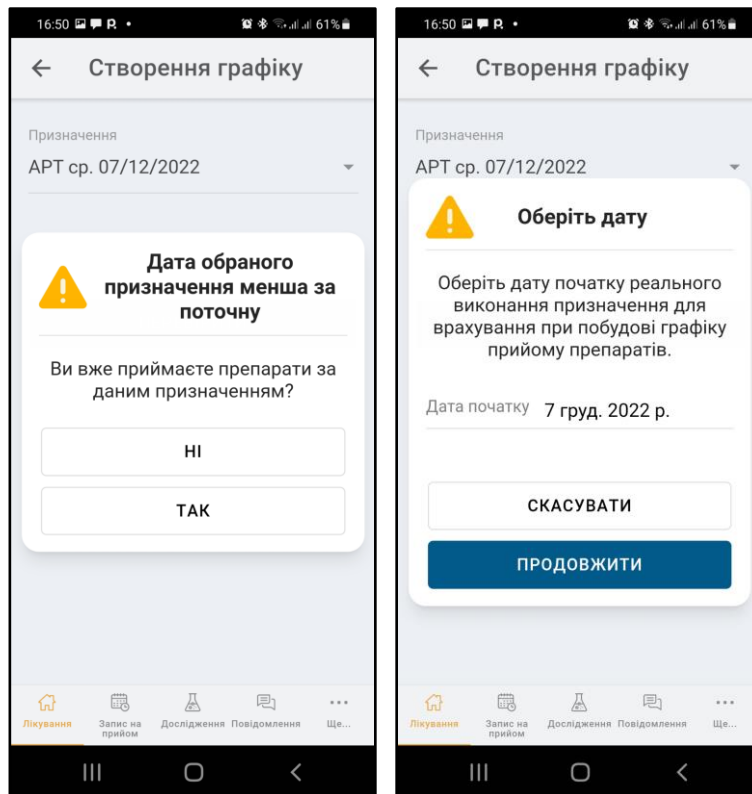 16:50
61%
Створення графіку
Призначення
АРТ ср. 07/12/2022
Дата обраного
призначення менша за
поточну
Ви вже приймаєте препарати за
даним призначенням?
НІ
ТАК
Лікування
Запис на
прийом
Дослідження
Повідомлення
Ще...
16:50
61%
Створення графіку
Призначення
АРТ ср. 07/12/2022
Оберіть дату
Оберіть дату початку реального
виконання призначення для
врахування при побудові графіку
прийому препаратів.
Дата початку 7 груд. 2022 р.
СКАСУВАТИ
ПРОДОВЖИТИ
Лікування
Запис на
прийом
Дослідження
Повідомлення
Ще...